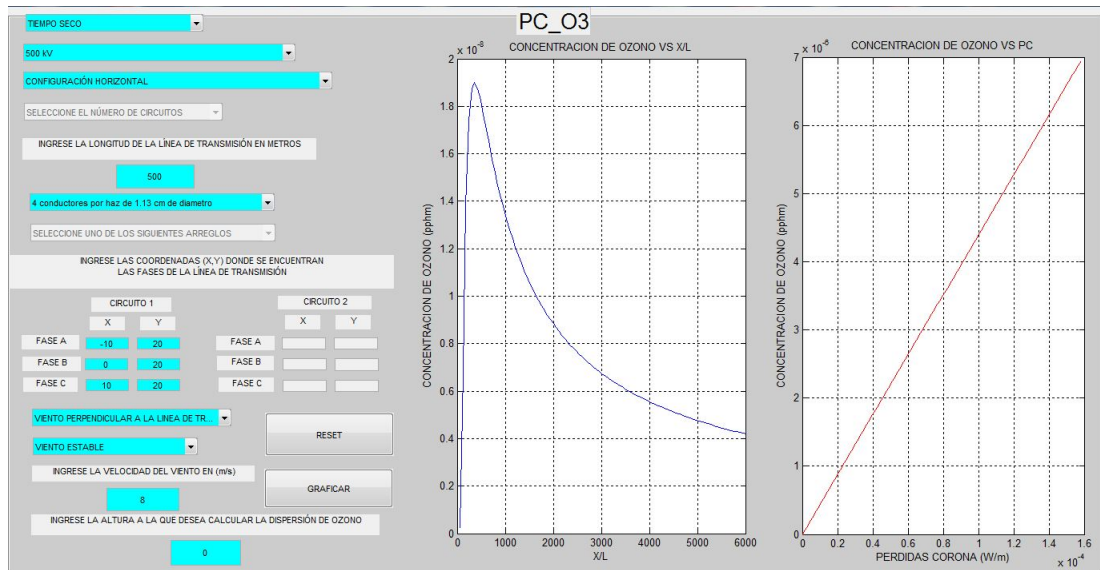 PC_O3
TIEMPO SECO
500 kV
CONFIGURACIÓN HORIZONTAL
SELECCIONE EL NÚMERO DE CIRCUITOS
INGRESE LA LONGITUD DE LA LÍNEA DE TRANSMISIÓN EN METROS
500
4 conductores por haz de 1.13 cm de diametro
SELECCIONE UNO DE LOS SIGUIENTES ARREGLOS
INGRESE LAS COORDENADAS (X,Y) DONDE SE ENCUENTRAN
LAS FASES DE LA LÍNEA DE TRANSMISIÓN
CIRCUITO 1
CIRCUITO 2
X Y
X Y
FASE A -10 20
FASE A
FASE B 0 20
FASE B
FASE C 10 20
FASE C
VIENTO PERPENDICULAR A LA LINEA DE TR...
VIENTO ESTABLE
RESET
INGRESE LA VELOCIDAD DEL VIENTO EN (m/s)
8
GRAFICAR
INGRESE LA ALTURA A LA QUE DESEA CALCULAR LA DISPERSIÓN DE OZONO
0
CONCENTRACION DE OZONO VS X/L
x 10^-8
2
1.8
1.6
1.4
1.2
1
0.8
0.6
0.4
0.2
0
CONCENTRACION DE OZONO (pphm)
0 1000 2000 3000 4000 5000 6000
X/L
CONCENTRACION DE OZONO VS PC
7
6
5
4
3
2
1
0
CONCENTRACION DE OZONO (pphm)
0 0.2 0.4 0.6 0.8 1 1.2 1.4 1.6
PERDIDAS CORONA (W/m)
x 10^-4